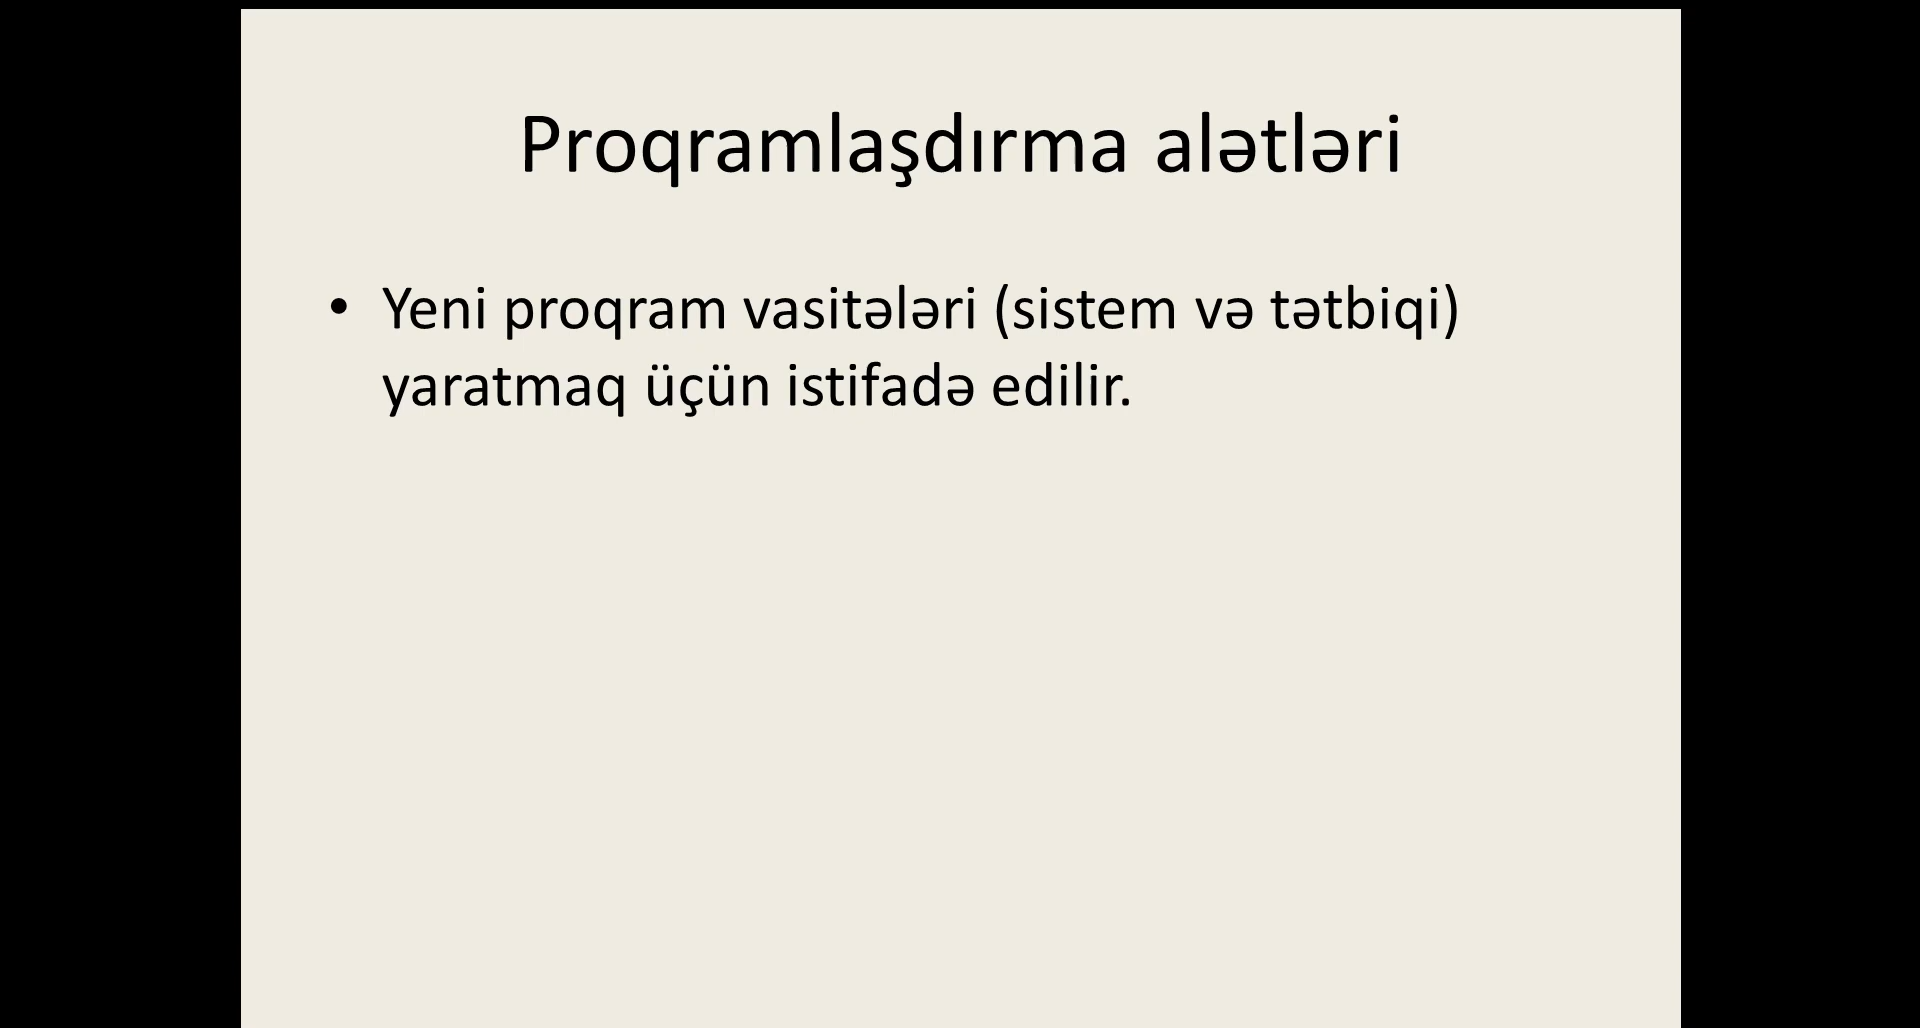 Proqramlaşdırma alətləri
• Yeni proqram vasitələri (sistem və tətbiqi)
yaratmaq üçün istifadə edilir.